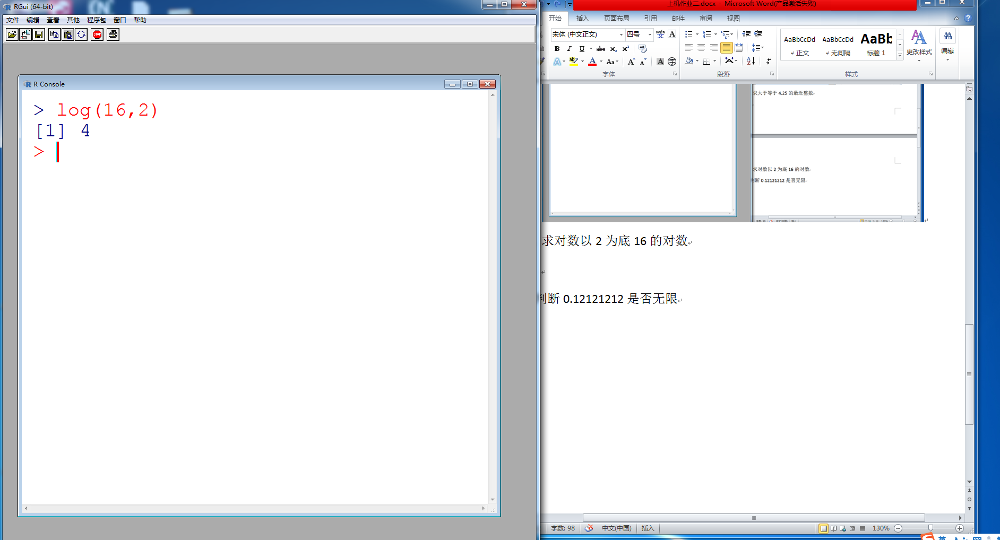 RGui (64-bit)
文件 编辑 查看 其他 程序包 窗口 帮助
STOP
R Console
> log(16,2)
[1] 4
>
上机作业二.docx - Microsoft Word(产品激活失败)
开始 插入 页面布局 引用 邮件 审阅 视图
宋体 (中文正文) 四号
AaBbCcDd AaBbCcDd AaBb
正文 无间隔 标题 1 更改样式 编辑
字体 段落 样式
求大于等于 4.25 的最近整数
求对数以 2 为底 16 的对数
判断 0.12121212 是否无限
求对数以 2 为底 16 的对数
判断 0.12121212 是否无限
字数: 98 中文(中国) 插入 130%
英